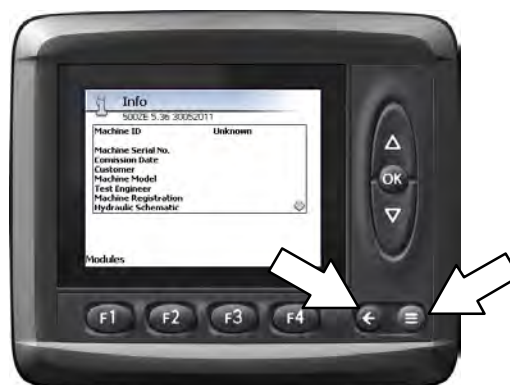 Info
500ZE 5.36 30052011
Machine ID Unknown
Machine Serial No.
Comission Date
Customer
Machine Model
Test Engineer
Machine Registration
Hydraulic Schematic
Modules
OK
F1 F2 F3 F4